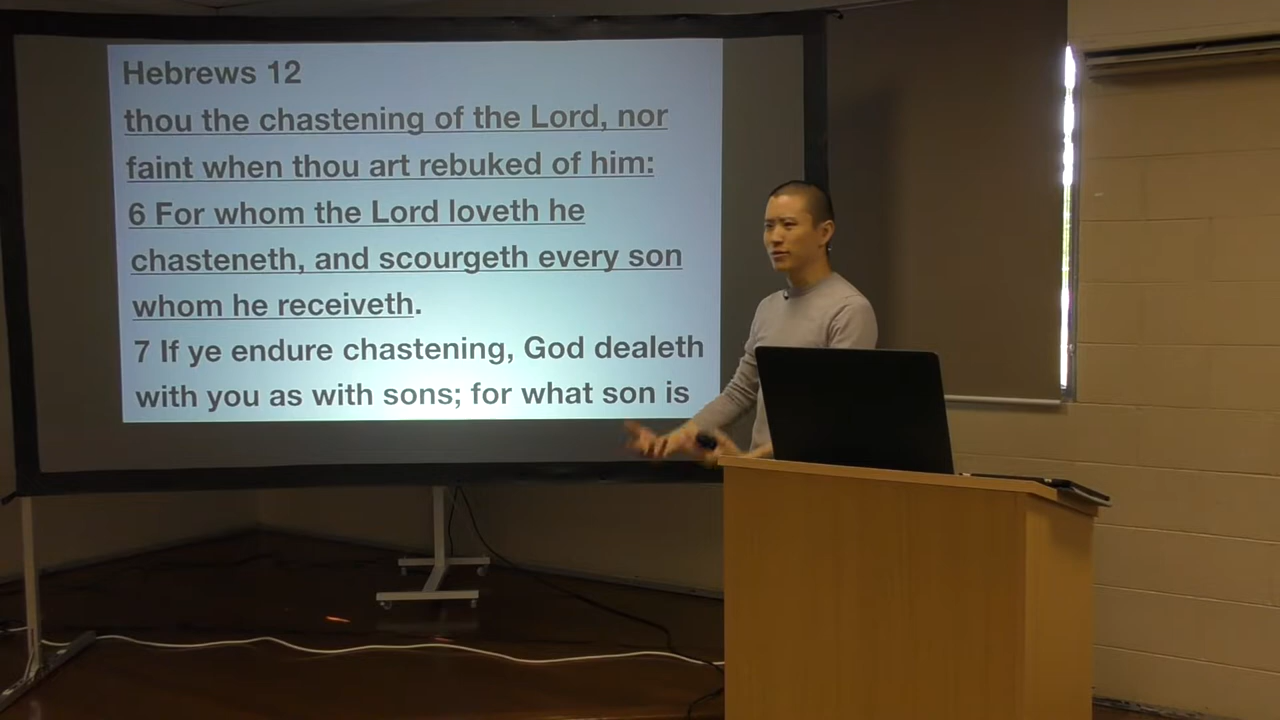 Hebrews 12
thou the chastening of the Lord, nor
faint when thou art rebuked of him:
6 For whom the Lord loveth he
chasteneth, and scourgeth every son
whom he receiveth.
7 If ye endure chastening, God dealeth
with you as with sons; for what son is